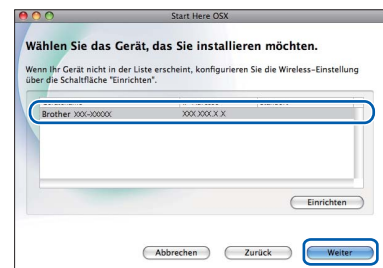 Start Here OSX
Wählen Sie das Gerät, das Sie installieren möchten.
Wenn Ihr Gerät nicht in der Liste erscheint, konfigurieren Sie die Wireless-Einstellung
über die Schaltfläche "Einrichten".
Brother XXX-XXXXX XXX.XXX.X.X
Einrichten
Abbrechen Zurück Weiter